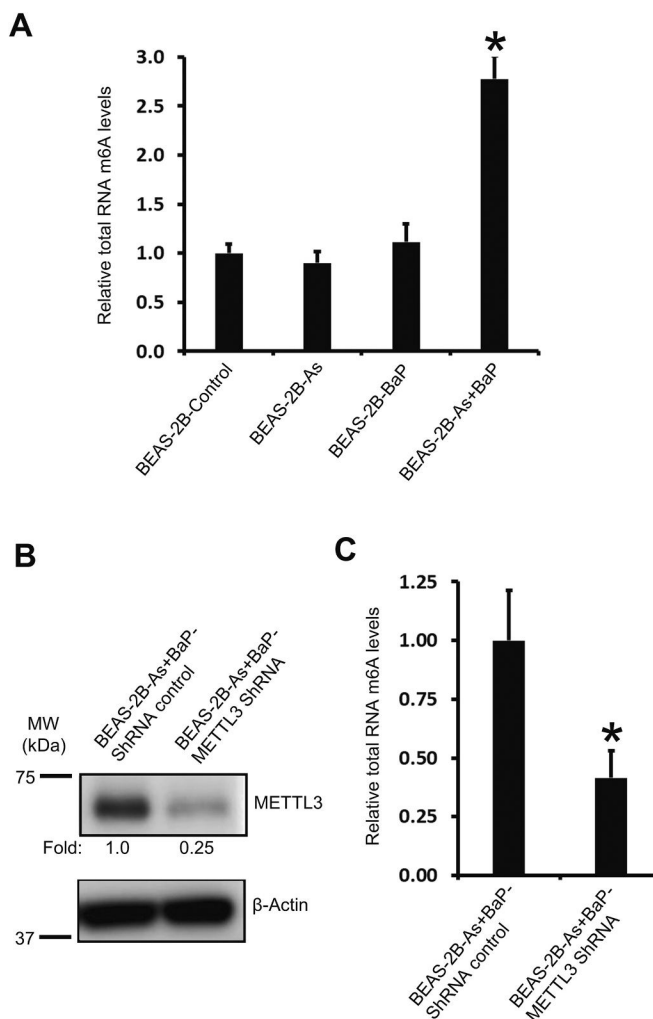 A
Relative total RNA m6A levels
3.0
2.5
2.0
1.5
1.0
0.5
0.0
*
BEAS-2B-Control
BEAS-2B-As
BEAS-2B-BaP
BEAS-2B-As+BaP
B
MW
(kDa)
BEAS-2B-As+BaP-
ShRNA control
BEAS-2B-As+BaP-
METTL3 ShRNA
75
METTL3
Fold: 1.0 0.25
β-Actin
37
C
Relative total RNA m6A levels
1.25
1.00
0.75
0.50
0.25
0.00
*
BEAS-2B-As+BaP-
ShRNA control
BEAS-2B-As+BaP-
METTL3 ShRNA